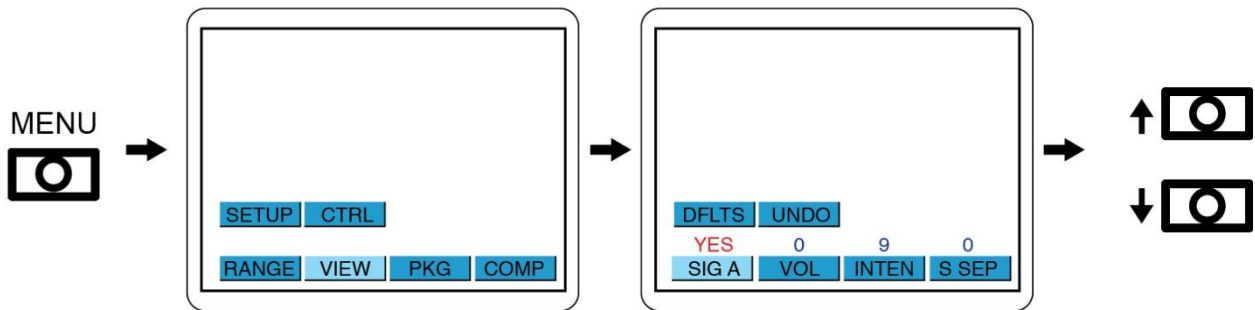 MENU
SETUP CTRL
RANGE VIEW PKG COMP
DFLTS UNDO
YES 0 9 0
SIG A VOL INTEN S SEP